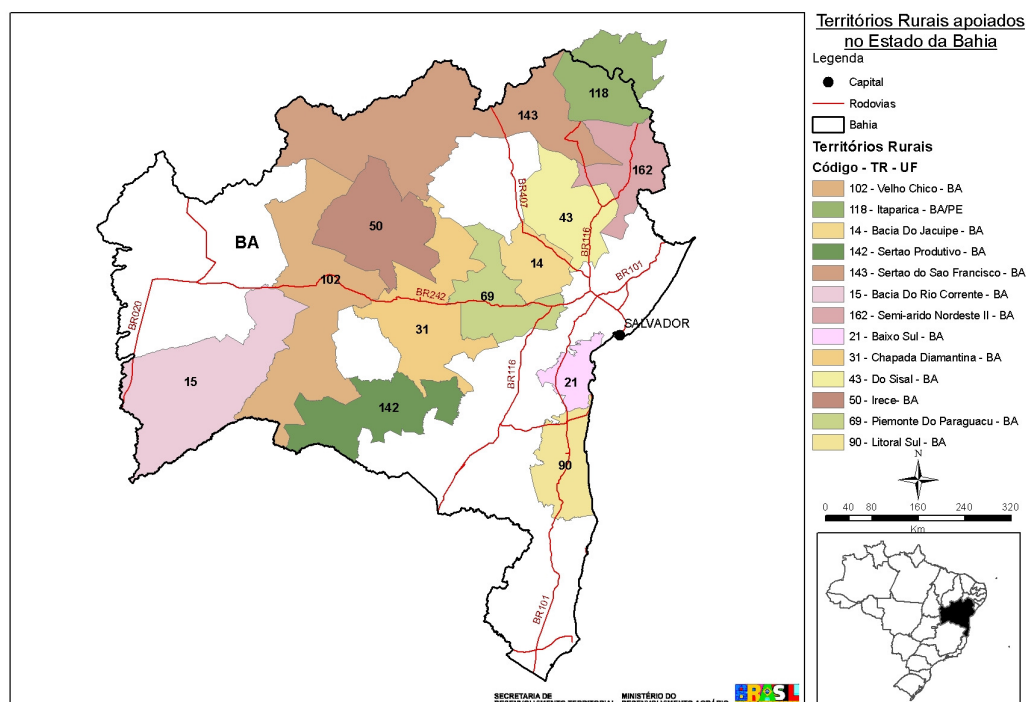 Territórios Rurais apoiados
no Estado da Bahia
Legenda
Capital
Rodovias
Bahia
Territórios Rurais
Código - TR - UF
102 - Velho Chico - BA
118 - Itaparica - BA/PE
14 - Bacia Do Jacuipe - BA
142 - Sertao Produtivo - BA
143 - Sertao do Sao Francisco - BA
15 - Bacia Do Rio Corrente - BA
162 - Semi-arido Nordeste II - BA
21 - Baixo Sul - BA
31 - Chapada Diamantina - BA
43 - Do Sisal - BA
50 - Irece- BA
69 - Piemonte Do Paraguacu - BA
90 - Litoral Sul - BA
N
0 40 80 160 240 320
Km
118
143
162
BR407
43
50
BR116
BA
14
BR101
102
BR242
69
BR020
31
SALVADOR
BR116
15
21
142
90
BR101
SECRETARIA DE
DESENVOLVIMENTO TERRITORIAL
MINISTÉRIO DO
DESENVOLVIMENTO AGRÁRIO
BRASIL